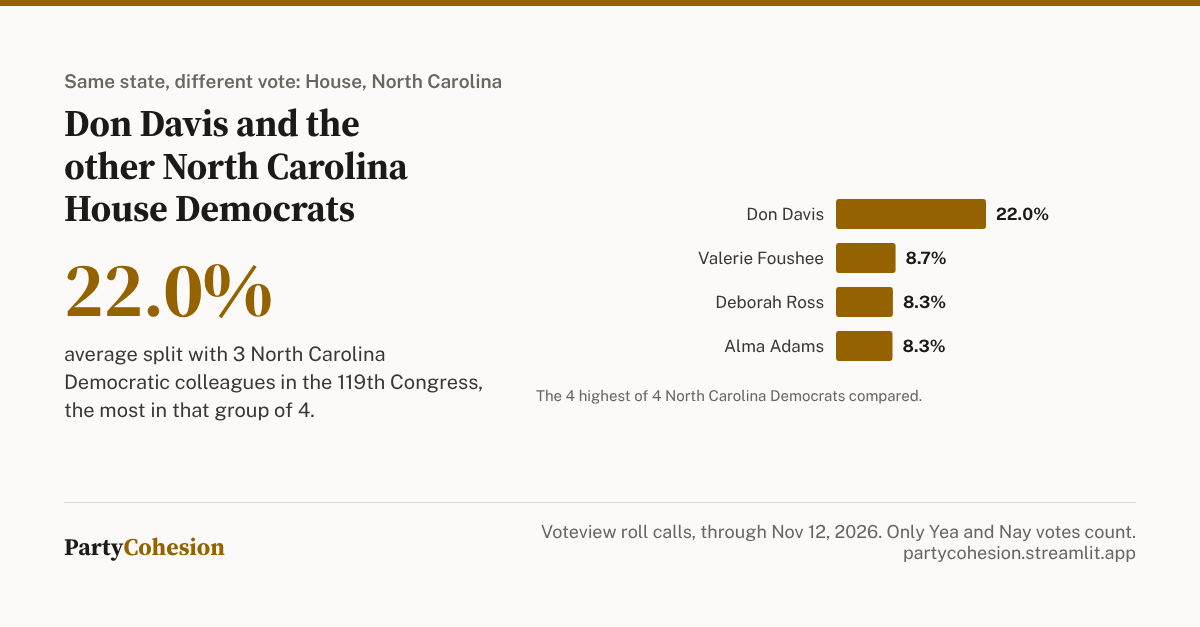 Same state, different vote: House, North Carolina
Don Davis and the
other North Carolina
House Democrats
22.0%
average split with 3 North Carolina
Democratic colleagues in the 119th Congress,
the most in that group of 4.
Don Davis 22.0%
Valerie Foushee 8.7%
Deborah Ross 8.3%
Alma Adams 8.3%
The 4 highest of 4 North Carolina Democrats compared.
PartyCohesion
Voteview roll calls, through Nov 12, 2026. Only Yea and Nay votes count.
partycohesion.streamlit.app